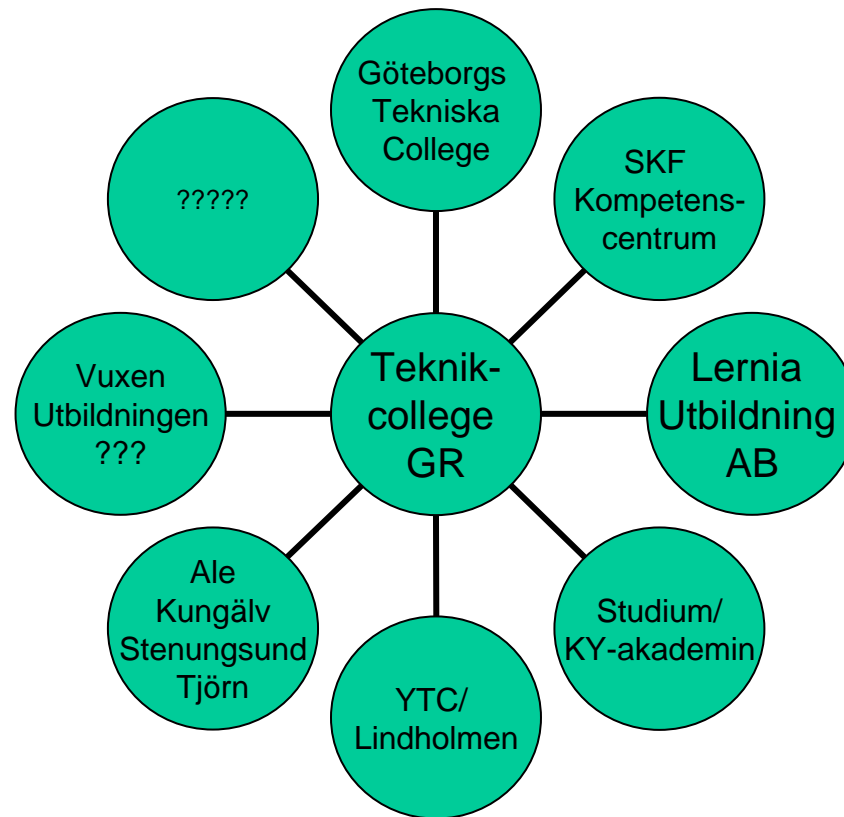 Göteborgs
Tekniska
College
SKF
Kompetens-
centrum
?????
Vuxen
Utbildningen
???
Teknik-
college
GR
Lernia
Utbildning
AB
Ale
Kungälv
Stenungsund
Tjörn
Studium/
KY-akademin
YTC/
Lindholmen